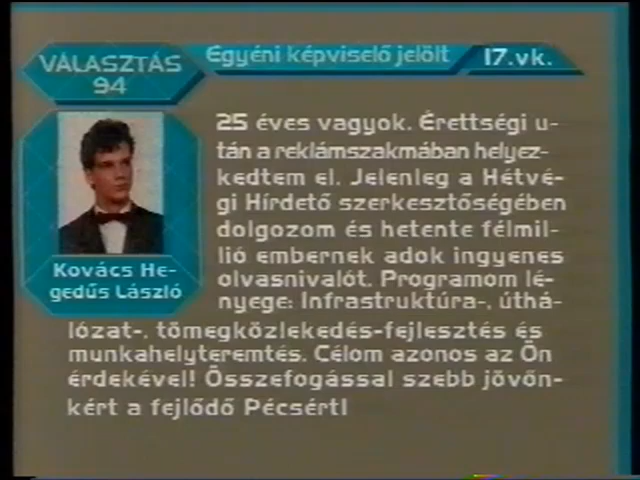 VÁLASZTÁS
94
Egyéni képviselő jelölt
17.vk.
Kovács He-
gedűs László
25 éves vagyok. Érettségi u-
tán a reklámszakmában helyez-
kedtem el. Jelenleg a Hétvé-
gi Hírdető szerkesztőségében
dolgozom és hetente félmil-
lió embernek adok ingyenes
olvasnivalót. Programom lé-
nyege: Infrastruktúra-, úthá-
lózat-, tömegközlekedés-fejlesztés és
munkahelyteremtés. Célom azonos az Ön
érdekével! Összefogással szebb jövőn-
kért a fejlődő Pécsért!